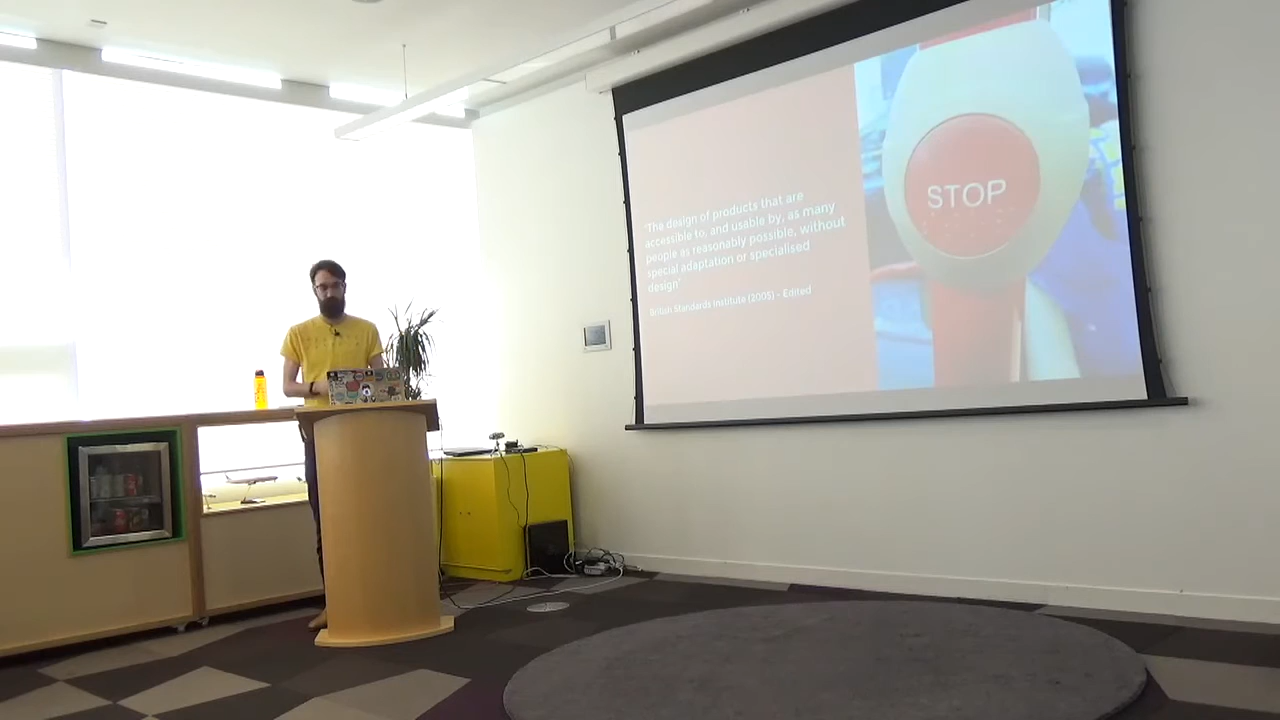 'The design of products that are
accessible to, and usable by, as many
people as reasonably possible, without
special adaptation or specialised
design'
British Standards Institute (2005) - Edited
STOP